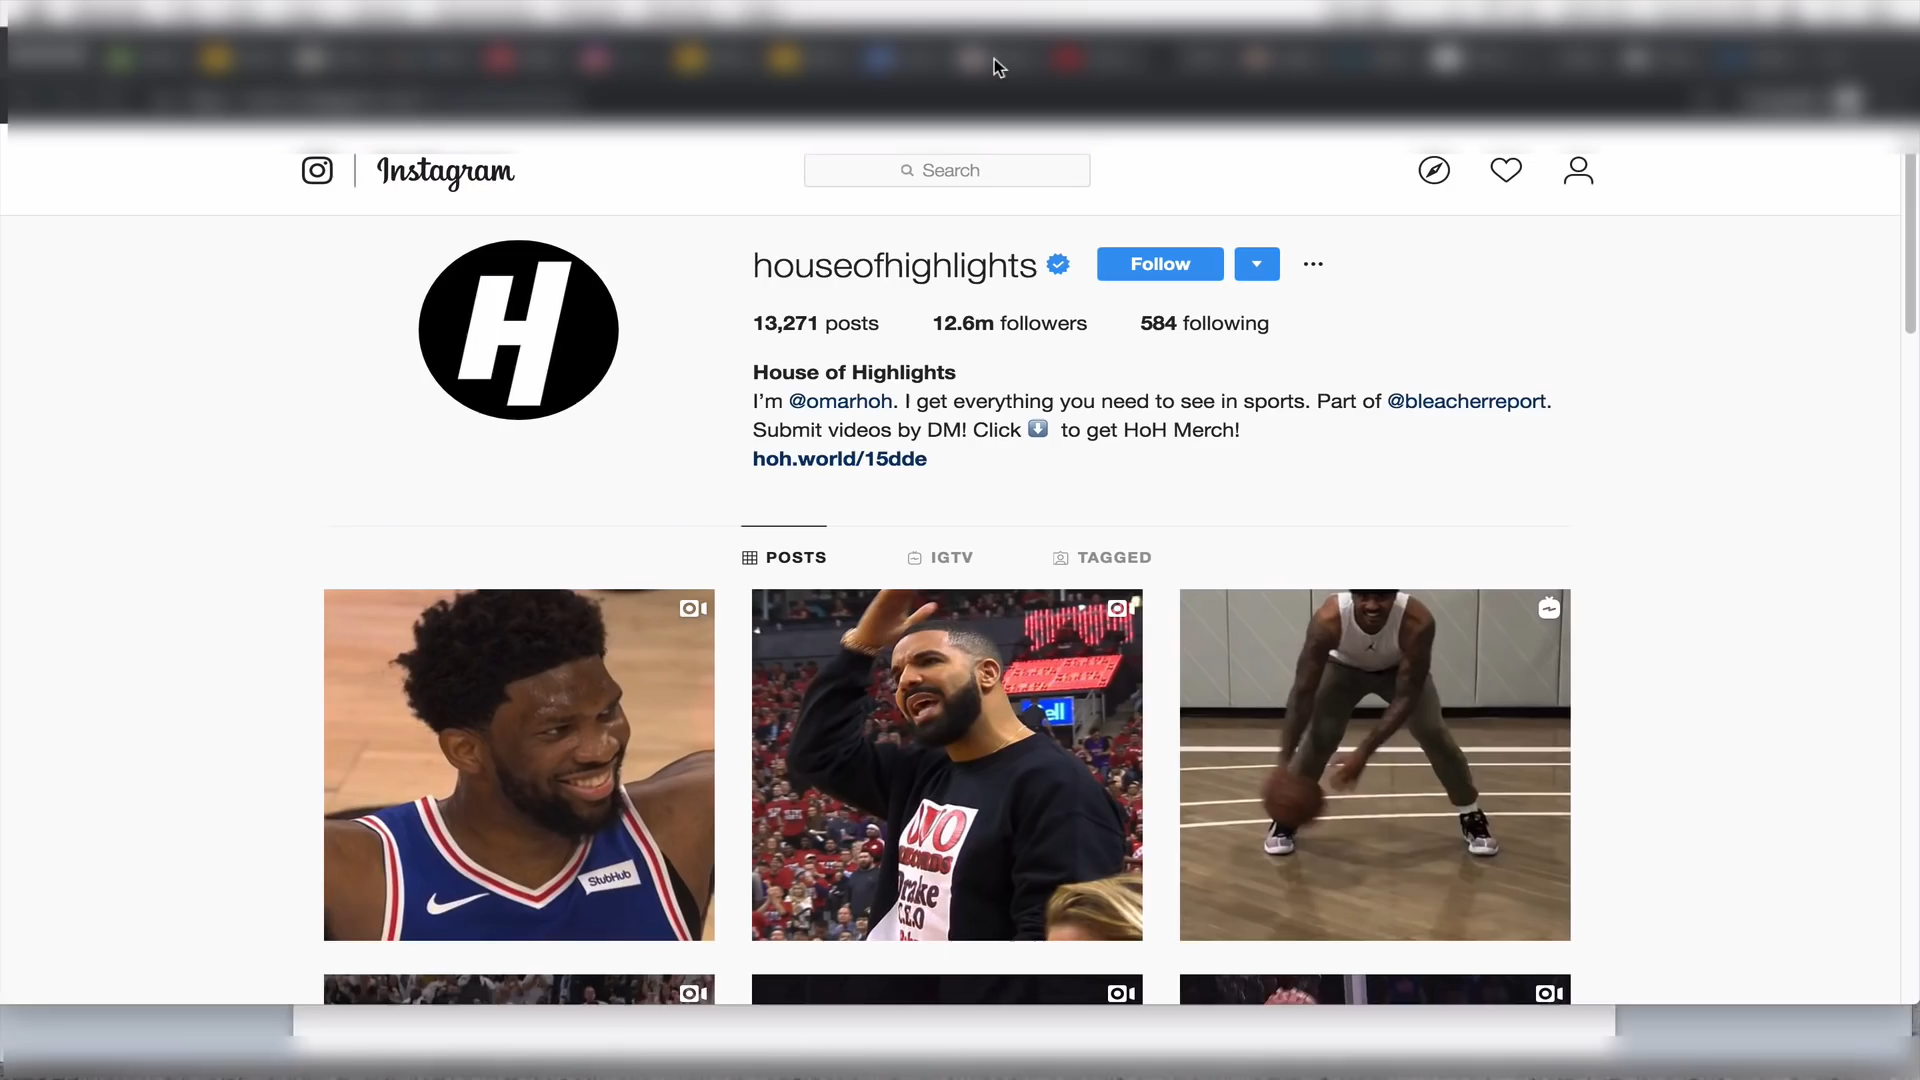 Instagram
Search
houseofhighlights
Follow
13,271 posts 12.6m followers 584 following
House of Highlights
I'm @omarhoh. I get everything you need to see in sports. Part of @bleacherreport.
Submit videos by DM! Click ⬇️ to get HoH Merch!
hoh.world/15dde
POSTS IGTV TAGGED
StubHub
OVO
RECORDS
Drake
C.E.O